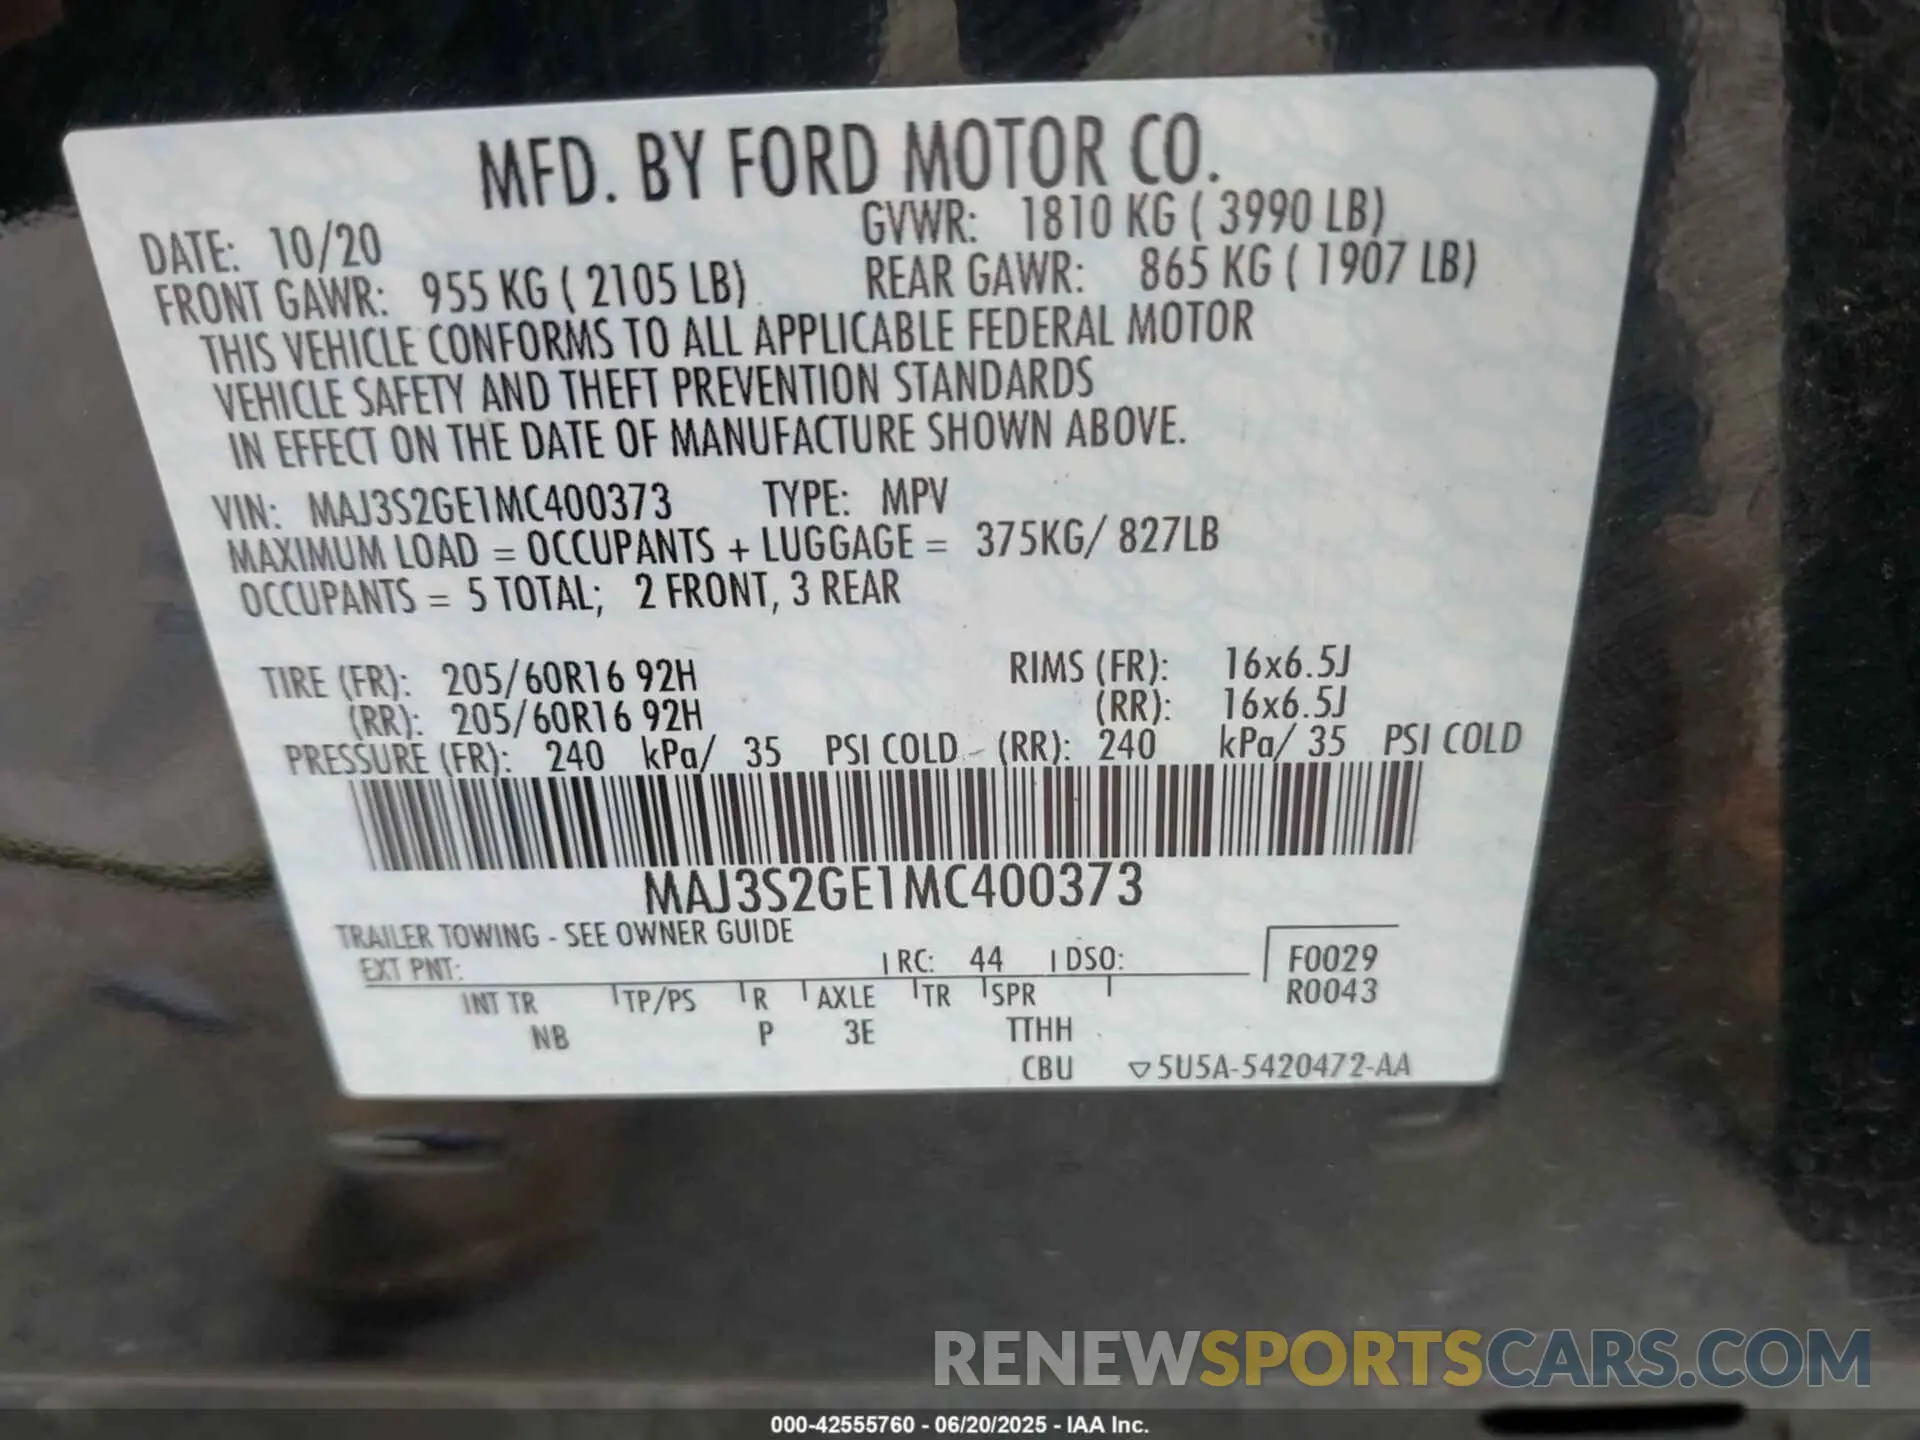 MFD. BY FORD MOTOR CO.
DATE: 10/20 GVWR: 1810 KG ( 3990 LB)
FRONT GAWR: 955 KG ( 2105 LB) REAR GAWR: 865 KG ( 1907 LB)
THIS VEHICLE CONFORMS TO ALL APPLICABLE FEDERAL MOTOR
VEHICLE SAFETY AND THEFT PREVENTION STANDARDS
IN EFFECT ON THE DATE OF MANUFACTURE SHOWN ABOVE.
VIN: MAJ3S2GE1MC400373 TYPE: MPV
MAXIMUM LOAD = OCCUPANTS + LUGGAGE = 375KG/ 827LB
OCCUPANTS = 5 TOTAL; 2 FRONT, 3 REAR
TIRE (FR): 205/60R16 92H RIMS (FR): 16x6.5J
(RR): 205/60R16 92H (RR): 16x6.5J
PRESSURE (FR): 240 kPa/ 35 PSI COLD (RR): 240 kPa/ 35 PSI COLD
MAJ3S2GE1MC400373
TRAILER TOWING - SEE OWNER GUIDE
EXT PNT: RC: 44 DSO: F0029
INT TR TP/PS R AXLE TR SPR R0043
NB P 3E TTHH
CBU ▽5U5A-5420472-AA
RENEWSPORTSCARS.COM
000-42555760 - 06/20/2025 - IAA Inc.